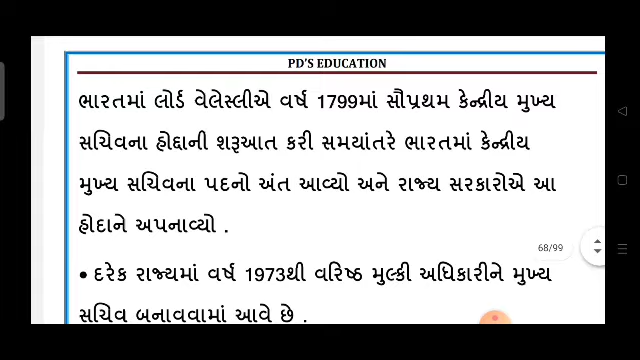 PD'S EDUCATION
ભારતમાં લોર્ડ વેલેસ્લીએ વર્ષ 1799માં સૌપ્રથમ કેન્દ્રીય મુખ્ય
સચિવના હોદ્દાની શરૂઆત કરી સમયાંતરે ભારતમાં કેન્દ્રીય
મુખ્ય સચિવના પદનો અંત આવ્યો અને રાજ્ય સરકારોએ આ
હોદાને અપનાવ્યો .
68/99
• દરેક રાજ્યમાં વર્ષ 1973થી વરિષ્ઠ મુલ્કી અધિકારીને મુખ્ય
સચિવ બનાવવામાં આવે છે .